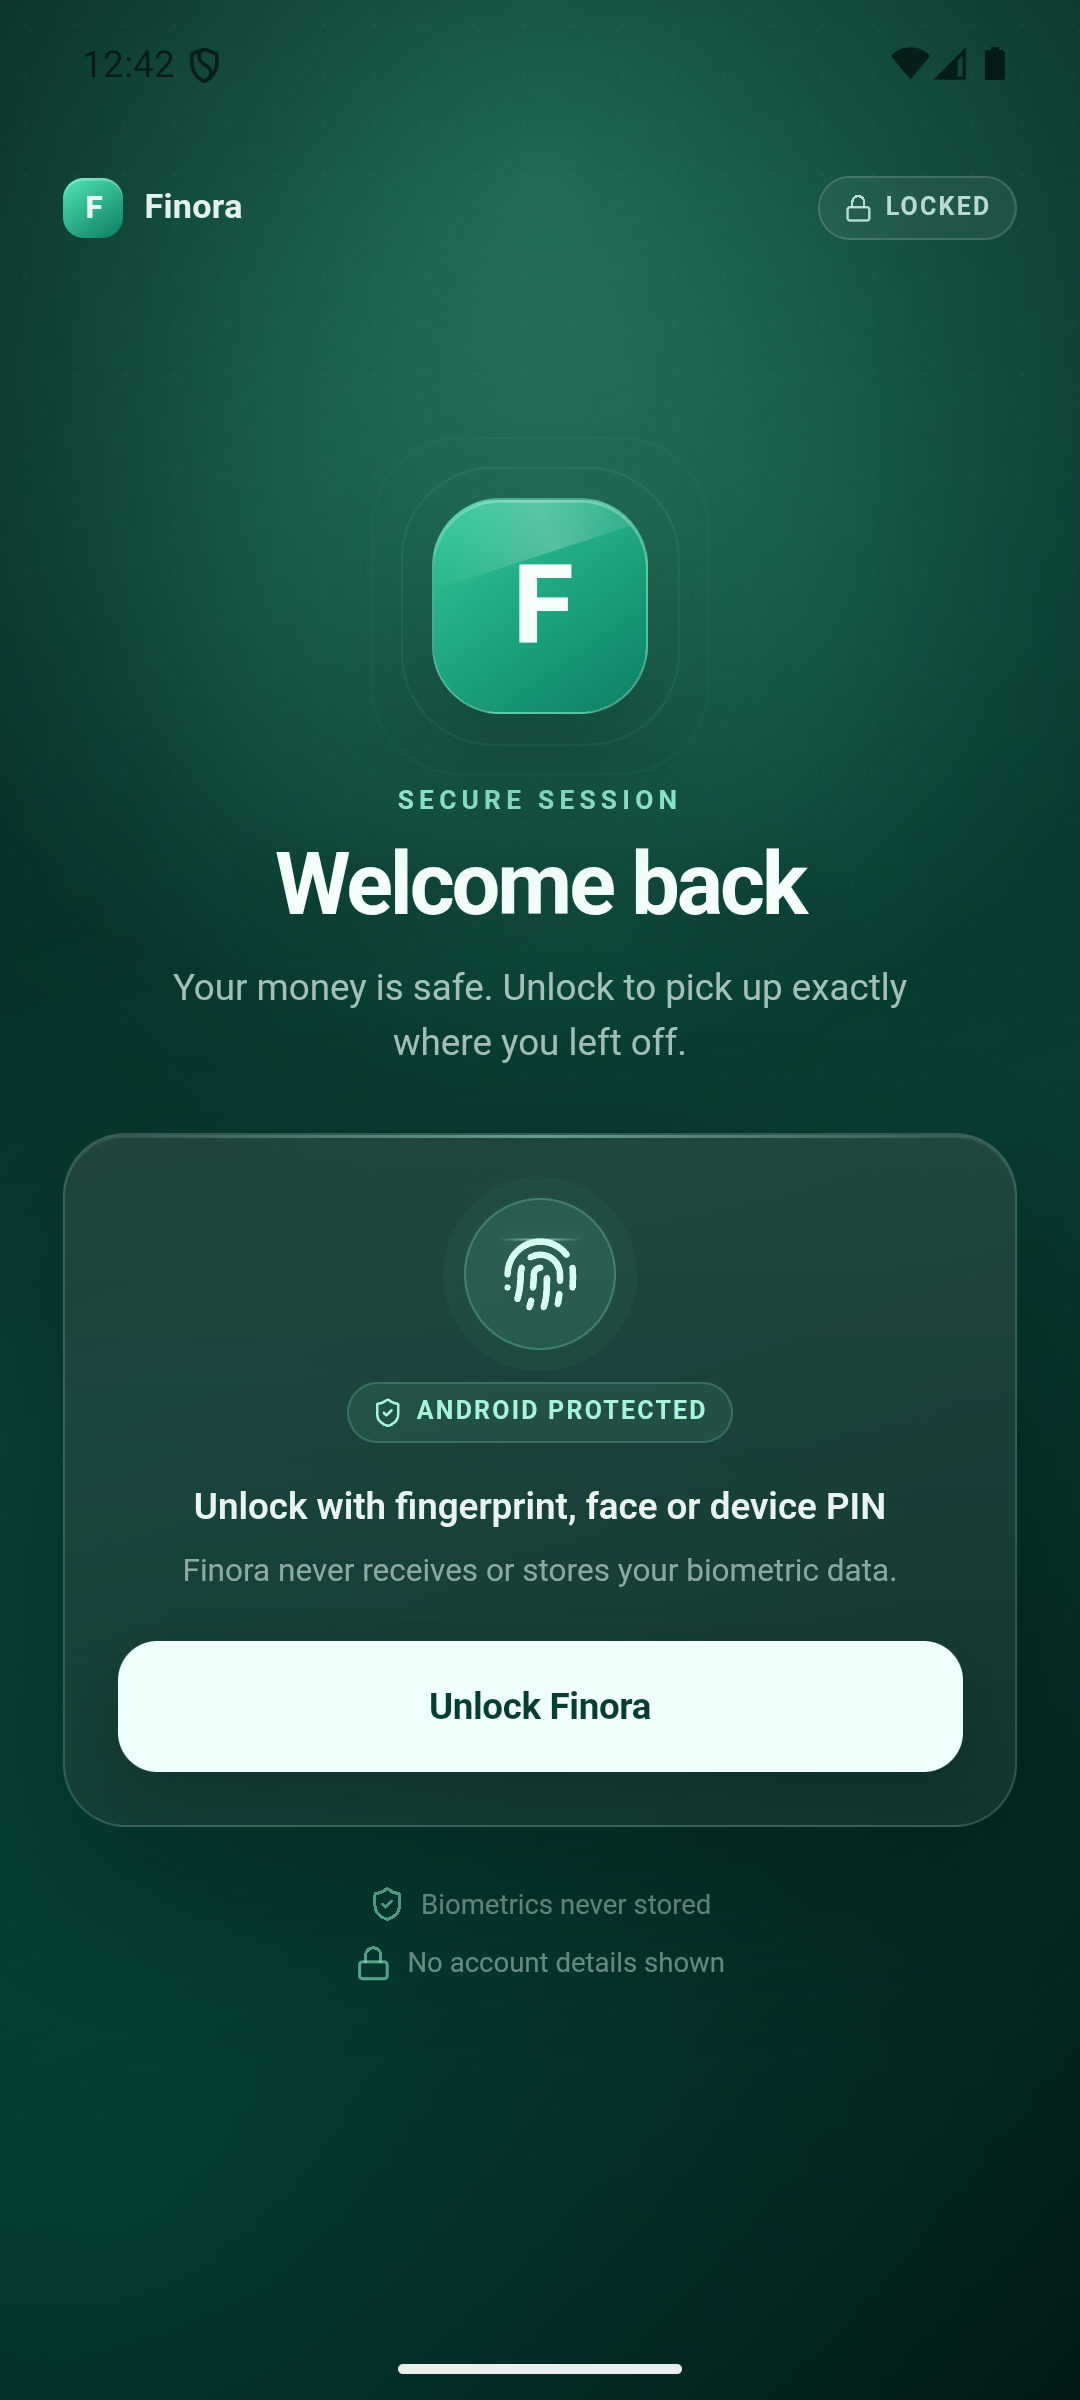 12:42
F Finora
LOCKED
F
SECURE SESSION
Welcome back
Your money is safe. Unlock to pick up exactly
where you left off.
ANDROID PROTECTED
Unlock with fingerprint, face or device PIN
Finora never receives or stores your biometric data.
Unlock Finora
Biometrics never stored
No account details shown